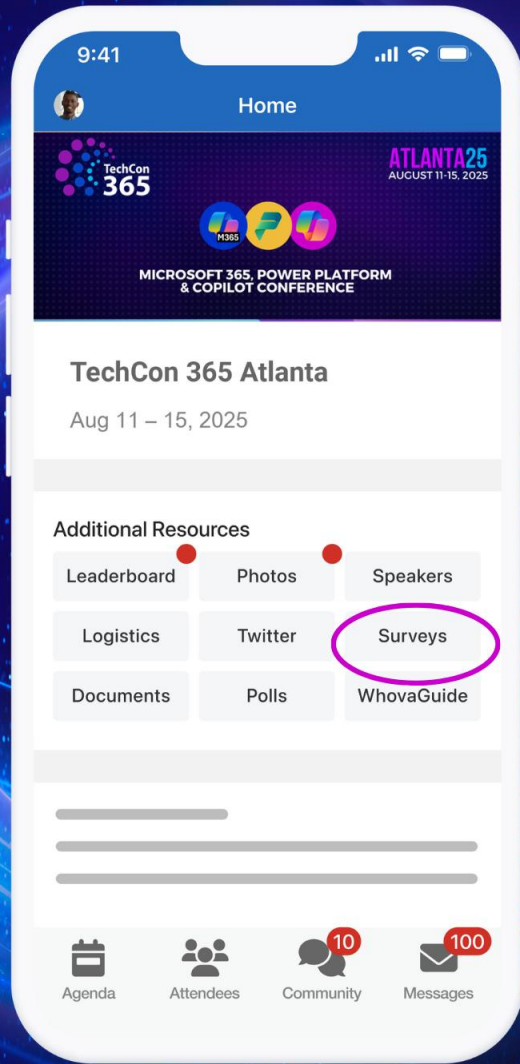 9:41
Home
TechCon
365
ATLANTA25
AUGUST 11-15, 2025
M365
MICROSOFT 365, POWER PLATFORM
& COPILOT CONFERENCE
TechCon 365 Atlanta
Aug 11 – 15, 2025
Additional Resources
Leaderboard Photos Speakers
Logistics Twitter Surveys
Documents Polls WhovaGuide
10 100
Agenda Attendees Community Messages